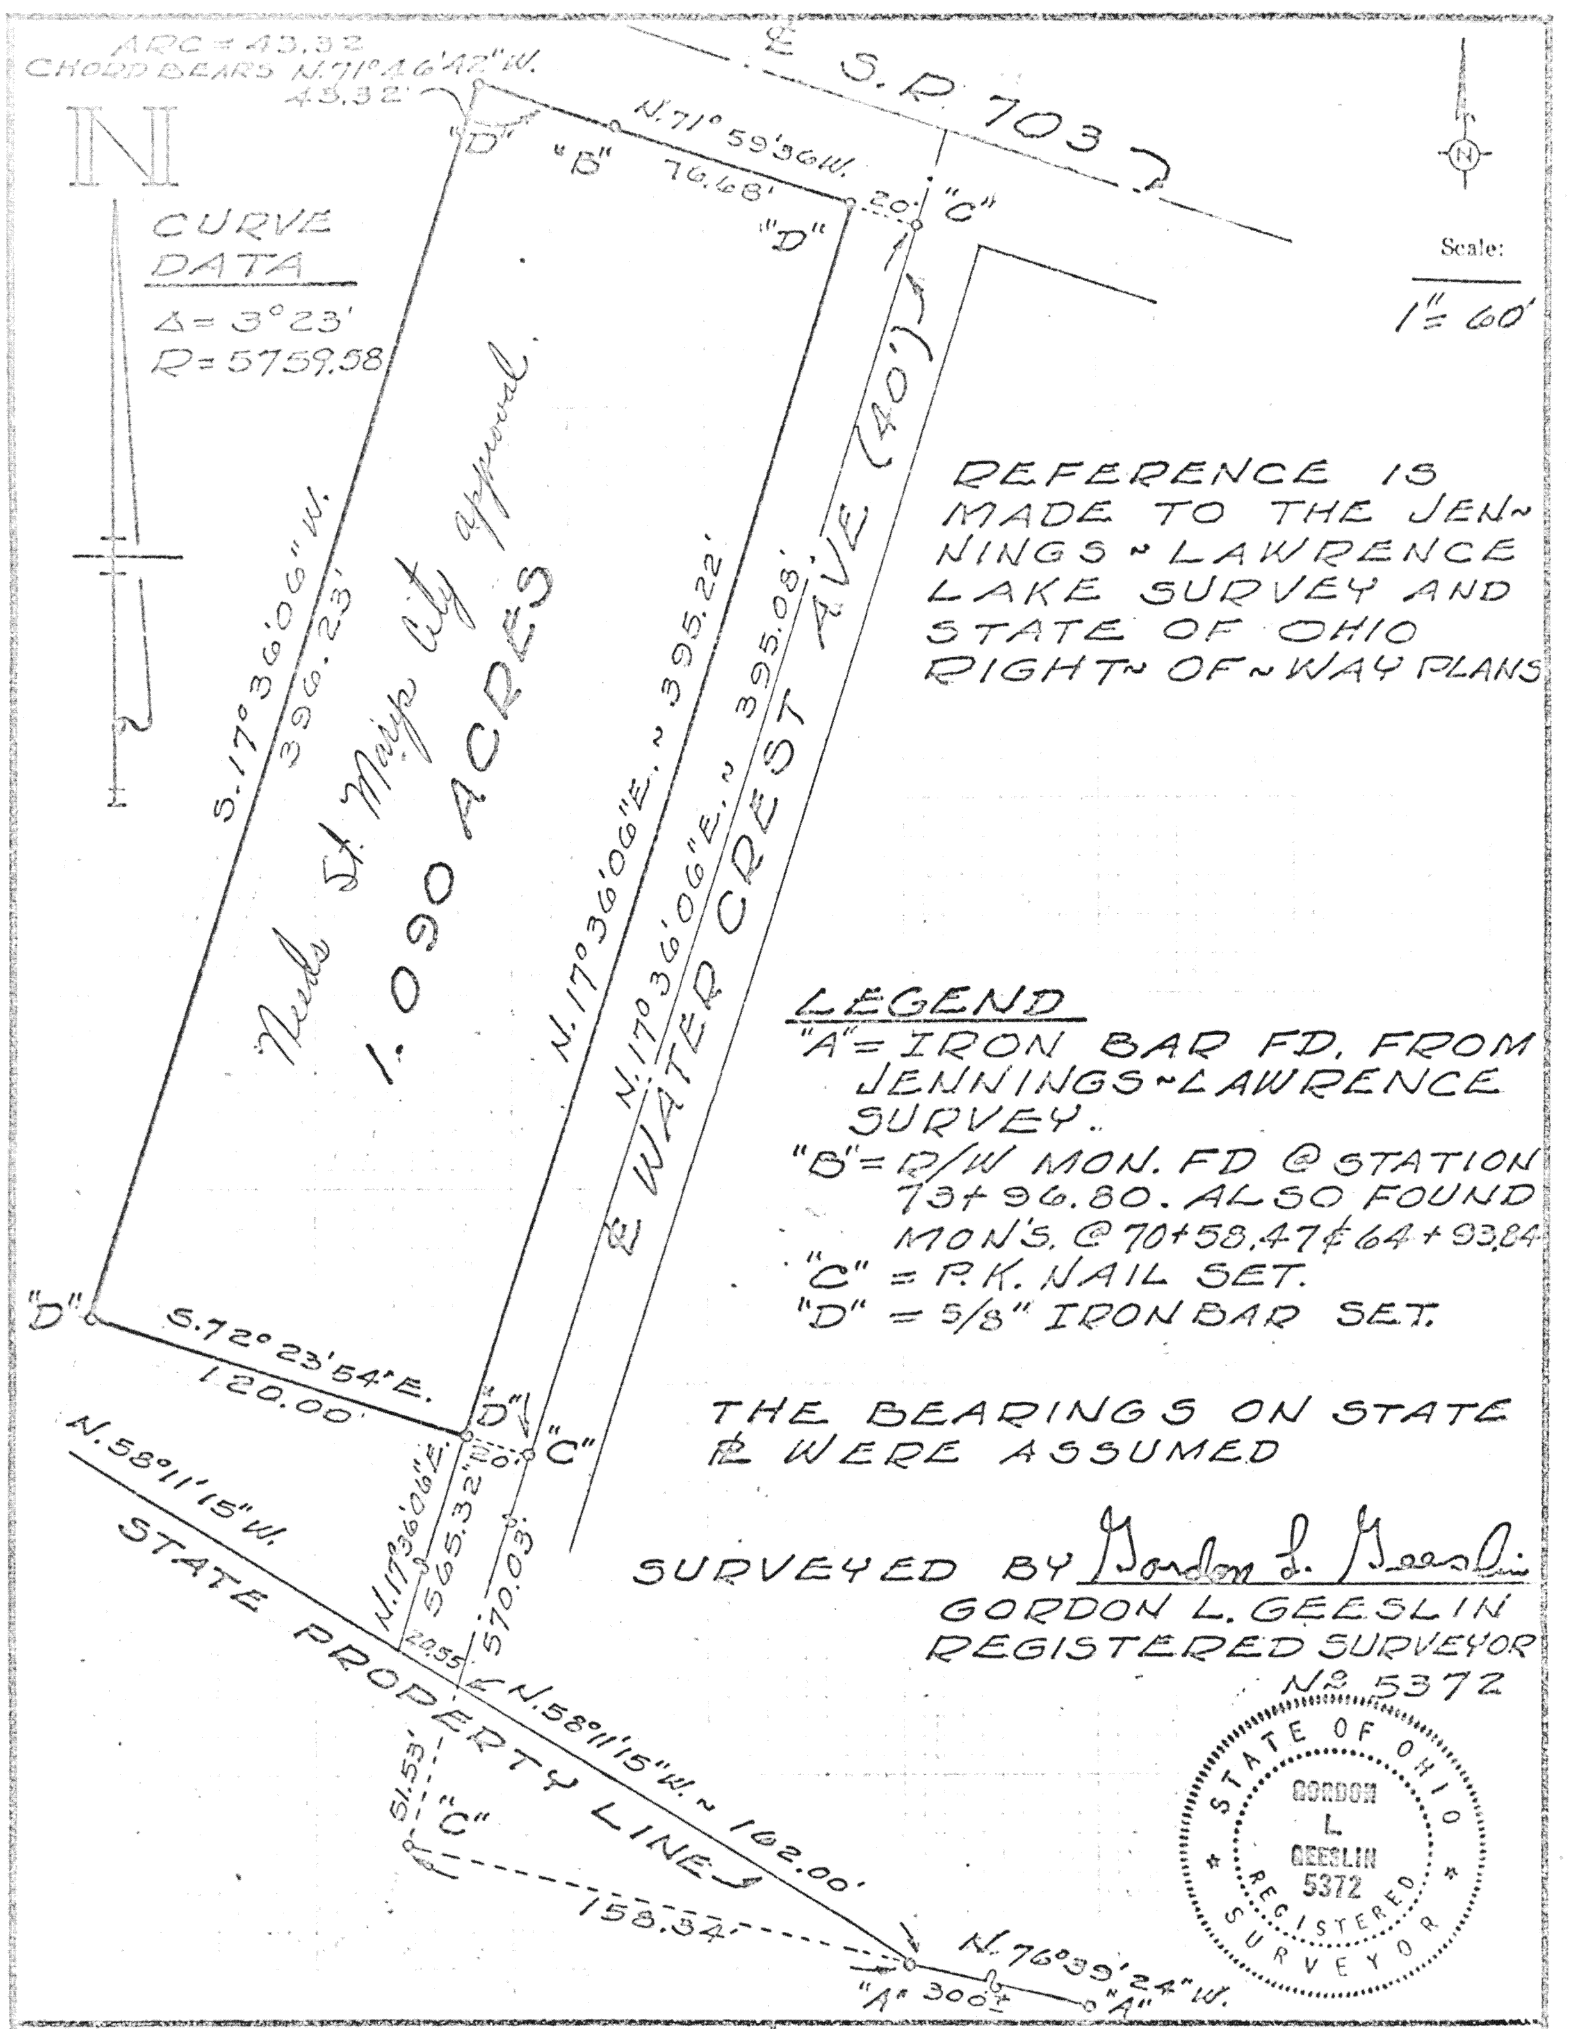 ARC = 43.32
CHORD BEARS N.71°46'42"W.
43.32'
N
CURVE
DATA
Δ= 3°23'
R=5759.58
"D"
"B"
N.71°59'36W.
76.68'
"D"
20'
"C"
℄ S.R. 703
N
Scale:
1"= 60'
S.17°36'06"W.
396.23'
Needs St. Marys City approval.
1.090 ACRES
N.17°36'06"E. ~ 395.22'
N.17°36'06"E. ~ 395.08'
℄ WATER CREST AVE (40')
REFERENCE IS
MADE TO THE JEN~
NINGS ~ LAWRENCE
LAKE SURVEY AND
STATE OF OHIO
RIGHT~OF~WAY PLANS
LEGEND
"A"= IRON BAR FD. FROM
JENNINGS~LAWRENCE
SURVEY.
"B"= R/W MON. FD @ STATION
73+96.80. ALSO FOUND
MON'S. @ 70+58.47 & 64+93.84
"C" = P.K. NAIL SET.
"D" = 5/8" IRON BAR SET.
"D"
S.72°23'54"E.
120.00'
"D"
20'
"C"
N.17°36'06"E.
565.32'
570.03'
20.55'
N.58°11'15"W.
STATE PROPERTY LINE
N.58°11'15"W. ~ 162.00'
51.53'
"C"
158.34'
"A"
300±
N.76°39'24"W.
"A"
THE BEARINGS ON STATE
℄ WERE ASSUMED
SURVEYED BY Gordon L. Geeslin
GORDON L. GEESLIN
REGISTERED SURVEYOR
Nº 5372
STATE OF OHIO
GORDON
L.
GEESLIN
5372
REGISTERED
SURVEYOR